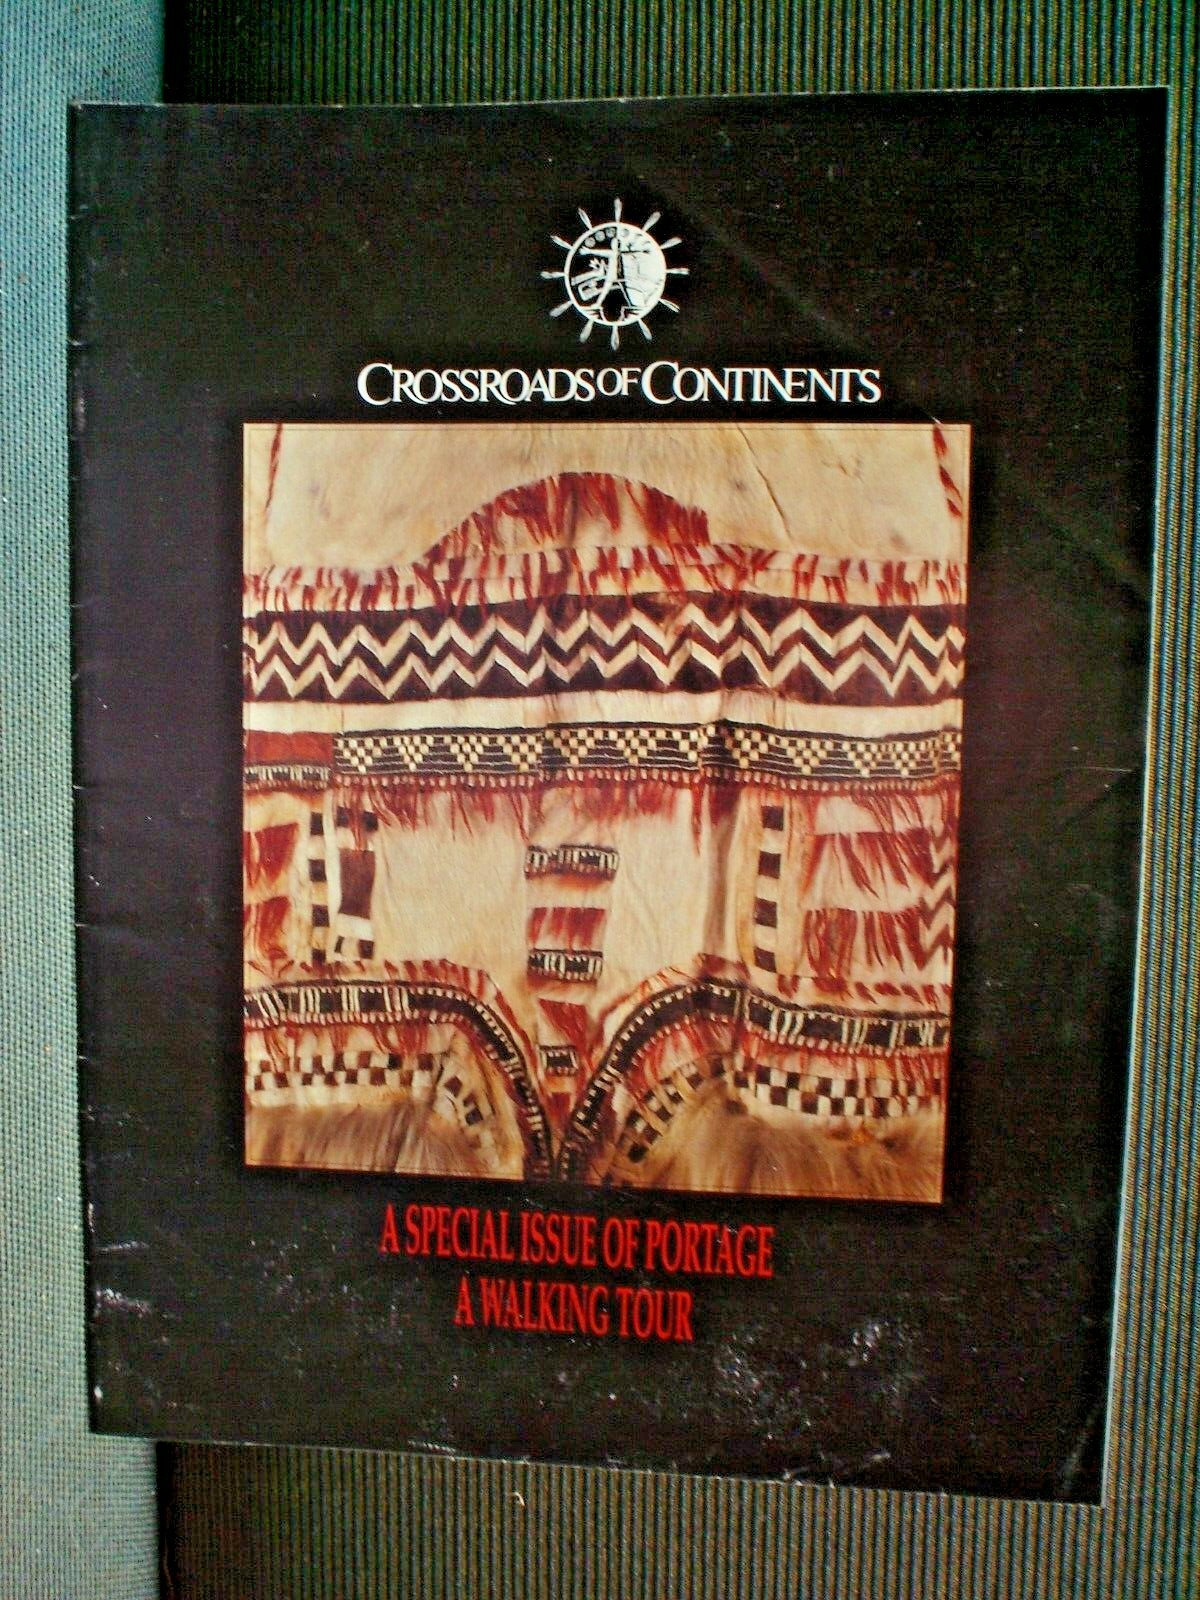 CROSSROADS OF CONTINENTS
A SPECIAL ISSUE OF PORTAGE
A WALKING TOUR